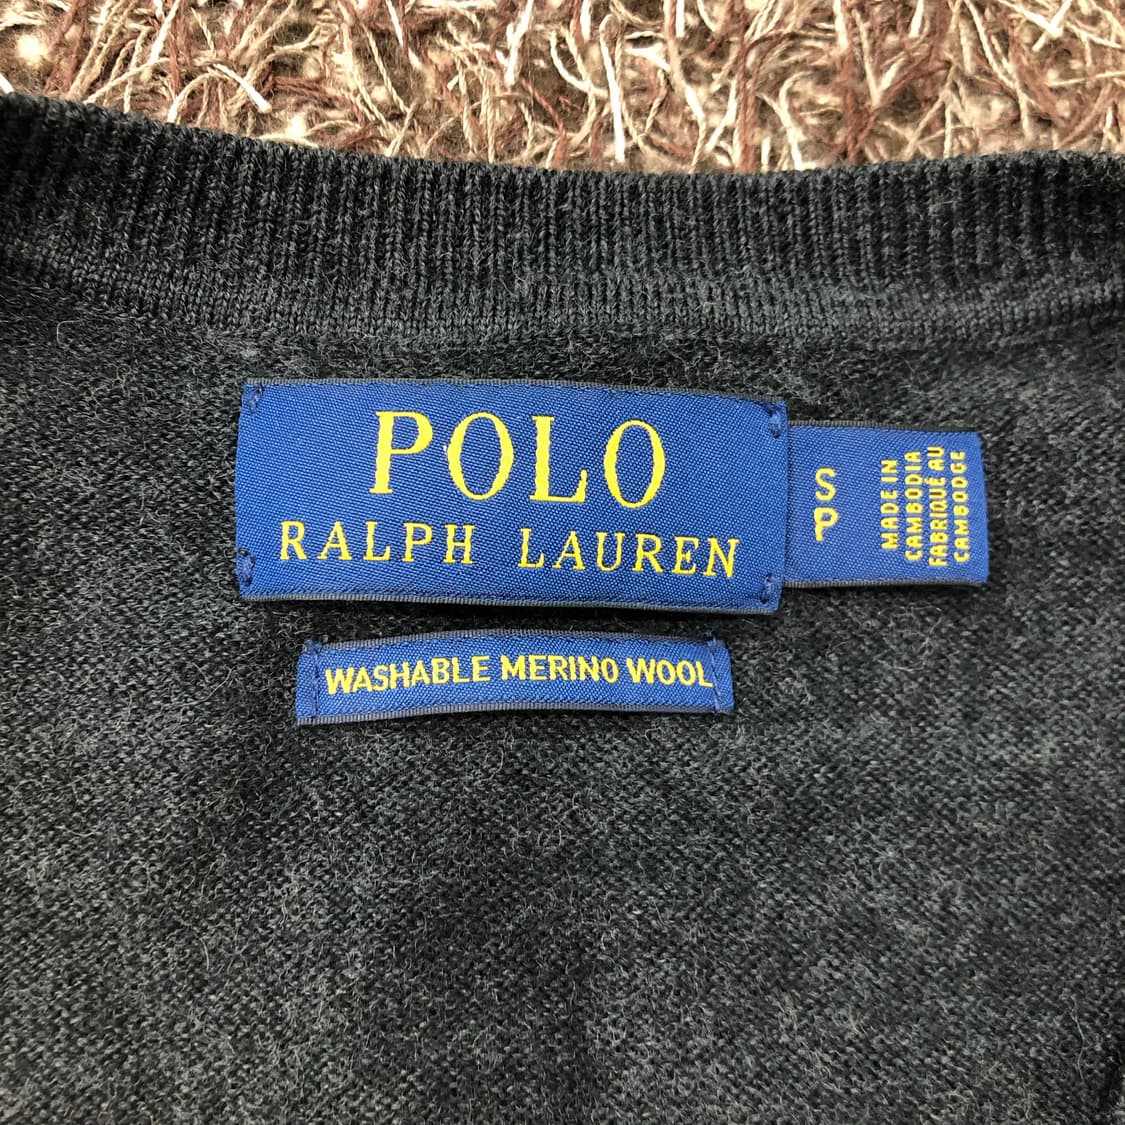 POLO
RALPH LAUREN
S
P
MADE IN
CAMBODIA
FABRIQUÉ AU
CAMBODGE
WASHABLE MERINO WOOL